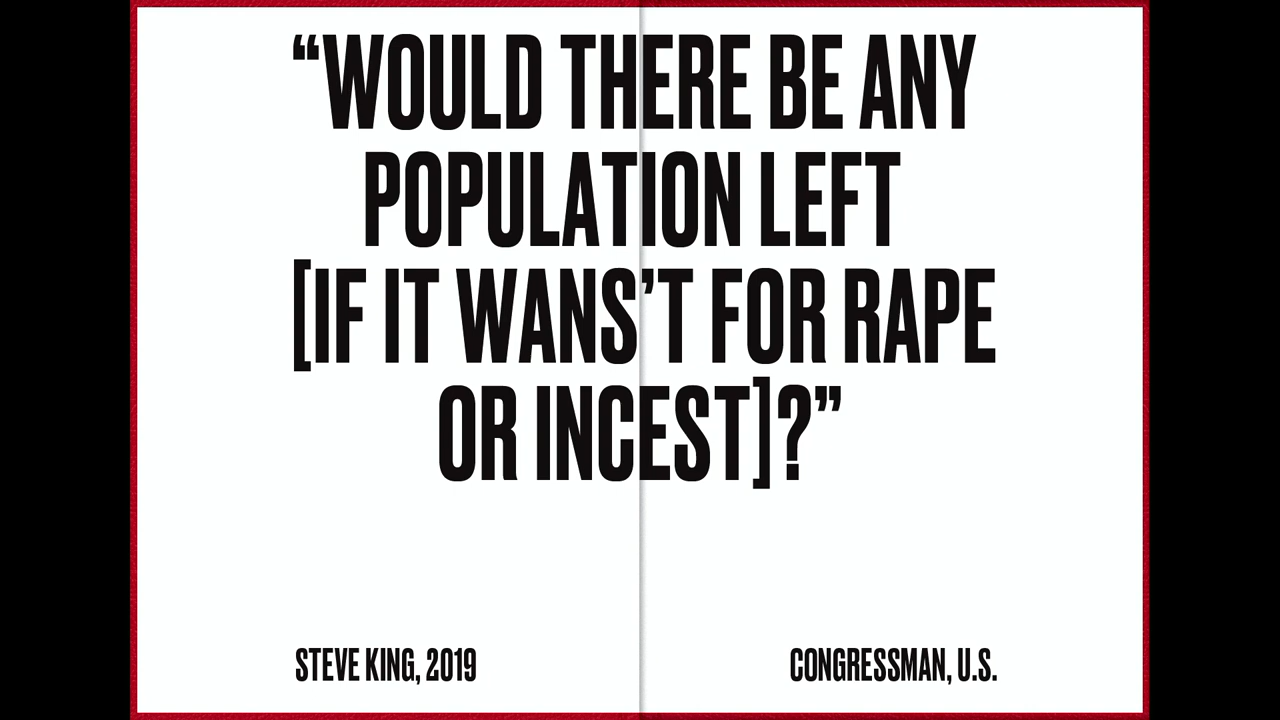 “WOULD THERE BE ANY
POPULATION LEFT
[IF IT WANS’T FOR RAPE
OR INCEST]?”
STEVE KING, 2019
CONGRESSMAN, U.S.